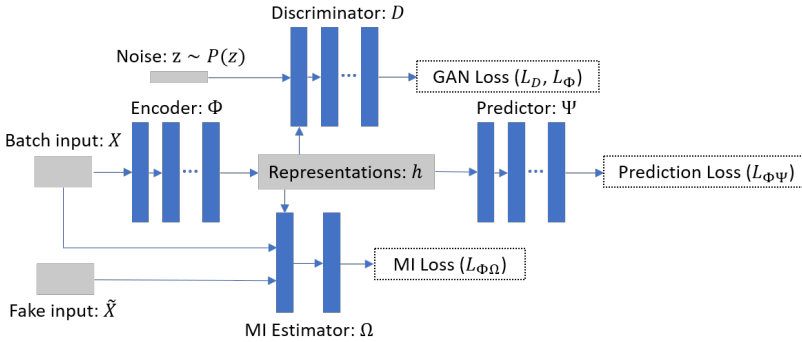 Discriminator: D
Noise: z ~ P(z)
...
GAN Loss (L_D, L_Φ)
Encoder: Φ
Predictor: Ψ
Batch input: X
...
Representations: h
...
Prediction Loss (L_ΦΨ)
MI Loss (L_ΦΩ)
Fake input: X̃
MI Estimator: Ω